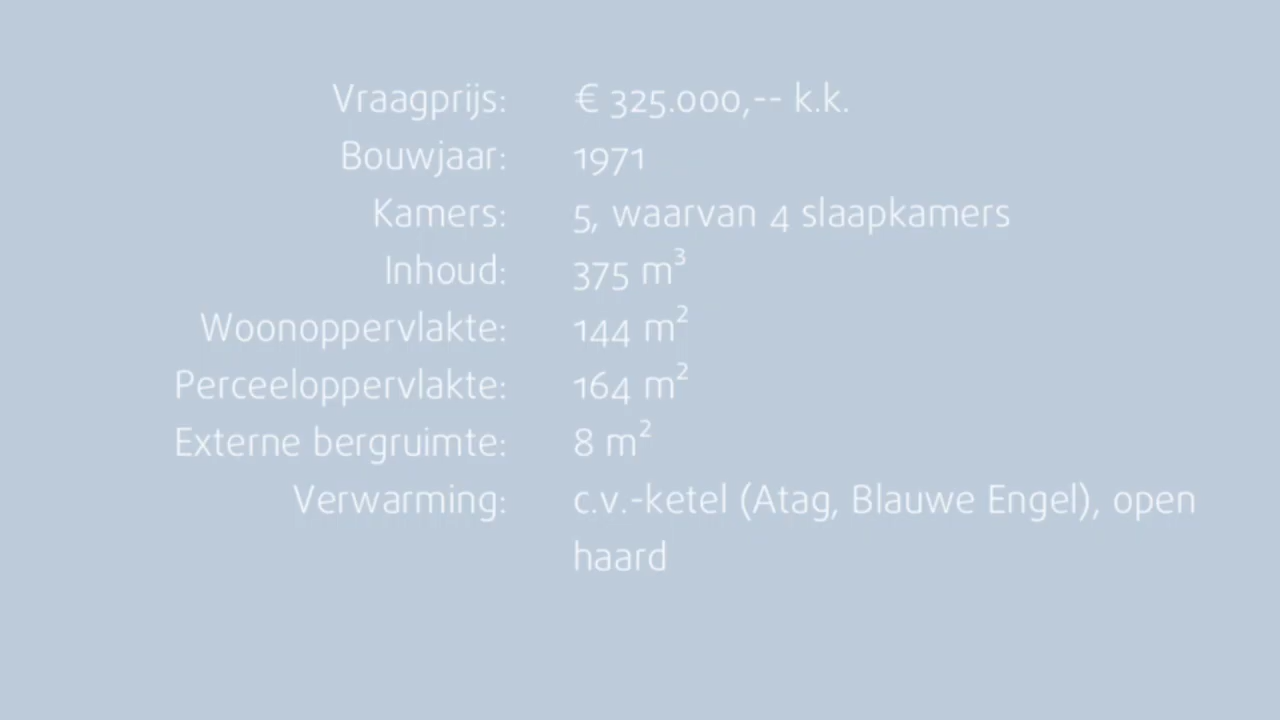 Vraagprijs: € 325.000,-- k.k.
Bouwjaar: 1971
Kamers: 5, waarvan 4 slaapkamers
Inhoud: 375 m³
Woonoppervlakte: 144 m²
Perceeloppervlakte: 164 m²
Externe bergruimte: 8 m²
Verwarming: c.v.-ketel (Atag, Blauwe Engel), open
haard